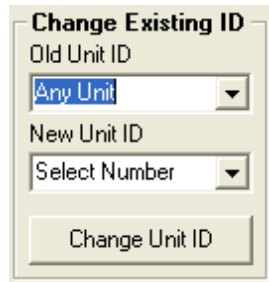 Change Existing ID
Old Unit ID
Any Unit
New Unit ID
Select Number
Change Unit ID